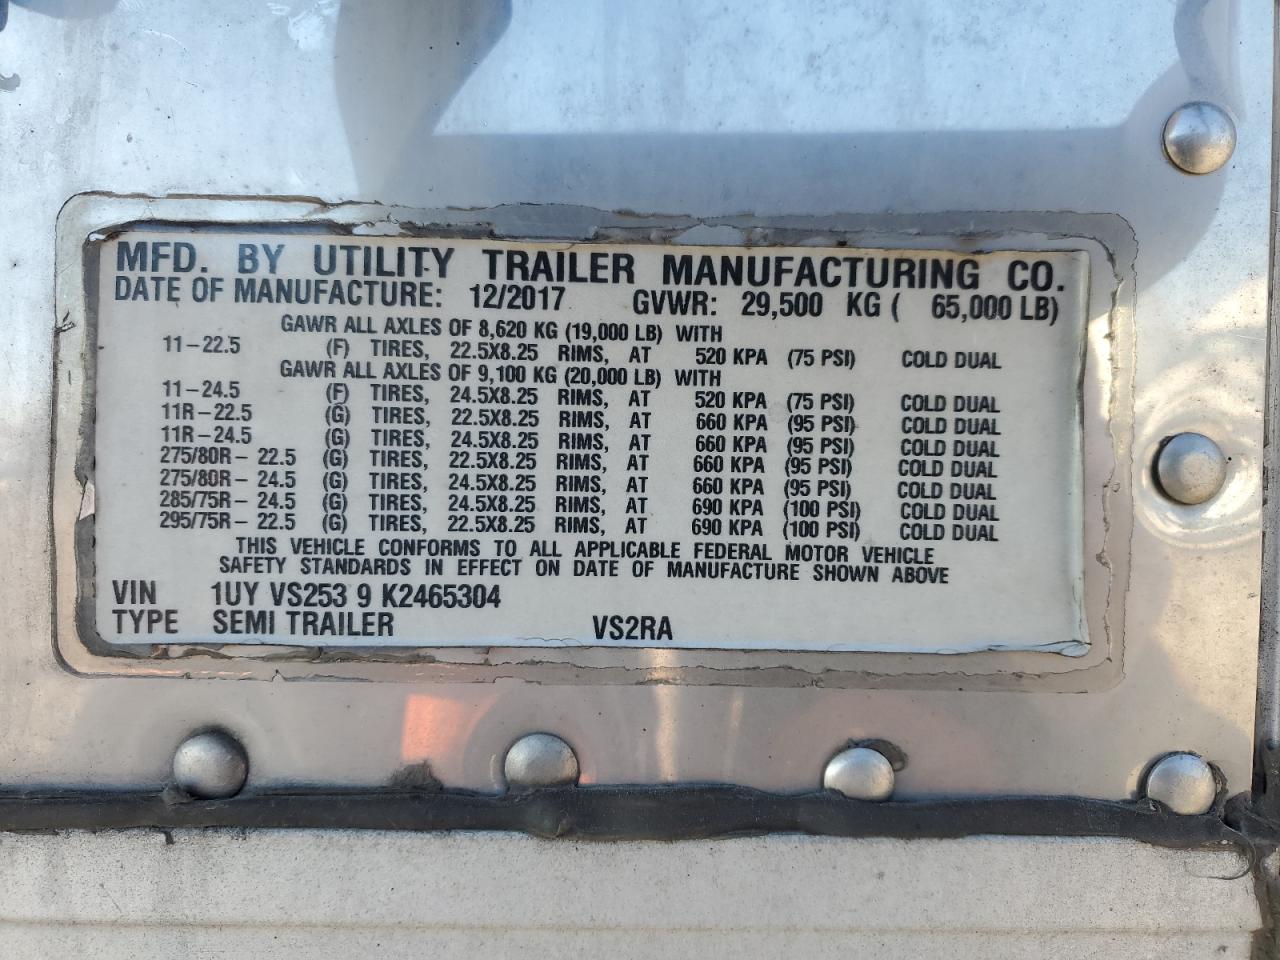 MFD. BY UTILITY TRAILER MANUFACTURING CO.
DATE OF MANUFACTURE: 12/2017 GVWR: 29,500 KG ( 65,000 LB)
GAWR ALL AXLES OF 8,620 KG (19,000 LB) WITH
11-22.5 (F) TIRES, 22.5X8.25 RIMS, AT 520 KPA (75 PSI) COLD DUAL
GAWR ALL AXLES OF 9,100 KG (20,000 LB) WITH
11-24.5 (F) TIRES, 24.5X8.25 RIMS, AT 520 KPA (75 PSI) COLD DUAL
11R-22.5 (G) TIRES, 22.5X8.25 RIMS, AT 660 KPA (95 PSI) COLD DUAL
11R-24.5 (G) TIRES, 24.5X8.25 RIMS, AT 660 KPA (95 PSI) COLD DUAL
275/80R-22.5 (G) TIRES, 22.5X8.25 RIMS, AT 660 KPA (95 PSI) COLD DUAL
275/80R-24.5 (G) TIRES, 24.5X8.25 RIMS, AT 660 KPA (95 PSI) COLD DUAL
285/75R-24.5 (G) TIRES, 24.5X8.25 RIMS, AT 690 KPA (100 PSI) COLD DUAL
295/75R-22.5 (G) TIRES, 22.5X8.25 RIMS, AT 690 KPA (100 PSI) COLD DUAL
THIS VEHICLE CONFORMS TO ALL APPLICABLE FEDERAL MOTOR VEHICLE
SAFETY STANDARDS IN EFFECT ON DATE OF MANUFACTURE SHOWN ABOVE
VIN 1UY VS253 9 K2465304
TYPE SEMI TRAILER VS2RA